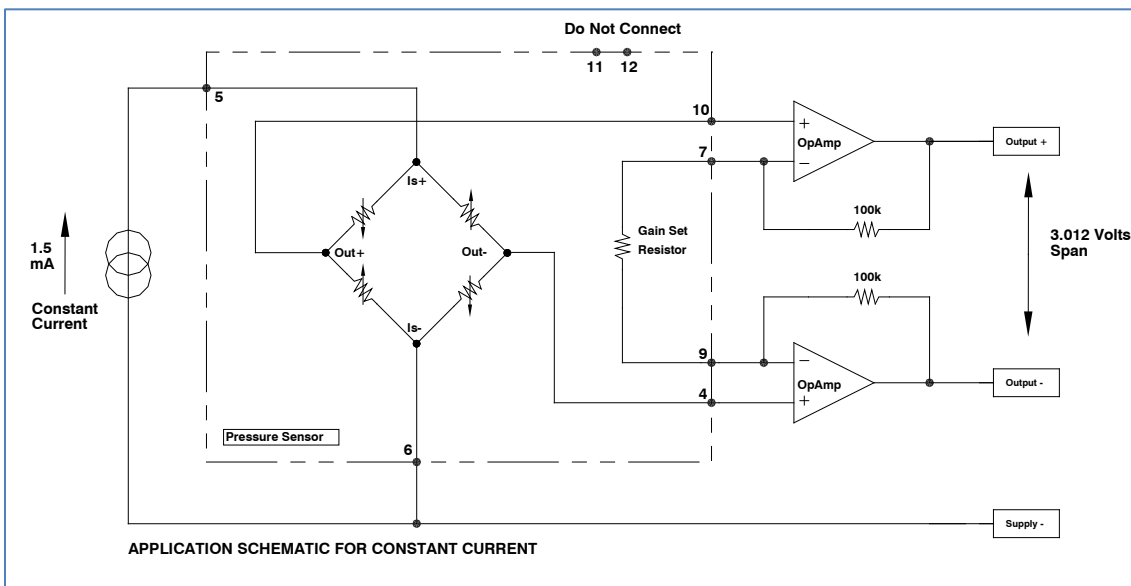 Do Not Connect
11 12
5
10
+
OpAmp
−
7
Output +
Is+
100k
Gain Set
Resistor
1.5
mA
Out+
Out-
3.012 Volts
Span
Constant
Current
100k
Is-
9
−
OpAmp
+
4
Output -
Pressure Sensor
6
Supply -
APPLICATION SCHEMATIC FOR CONSTANT CURRENT